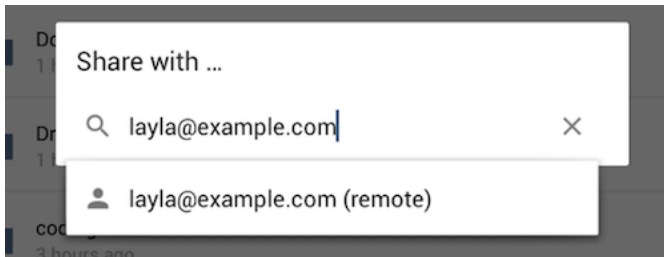 Share with ...
layla@example.com
layla@example.com (remote)
3 hours ago